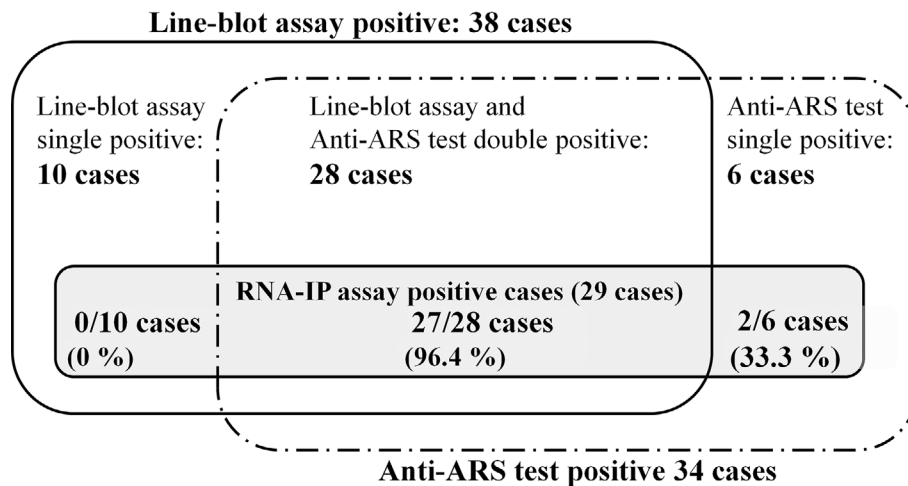 Line-blot assay positive: 38 cases
Line-blot assay
single positive:
10 cases
Line-blot assay and
Anti-ARS test double positive:
28 cases
Anti-ARS test
single positive:
6 cases
RNA-IP assay positive cases (29 cases)
0/10 cases
(0 %)
27/28 cases
(96.4 %)
2/6 cases
(33.3 %)
Anti-ARS test positive 34 cases